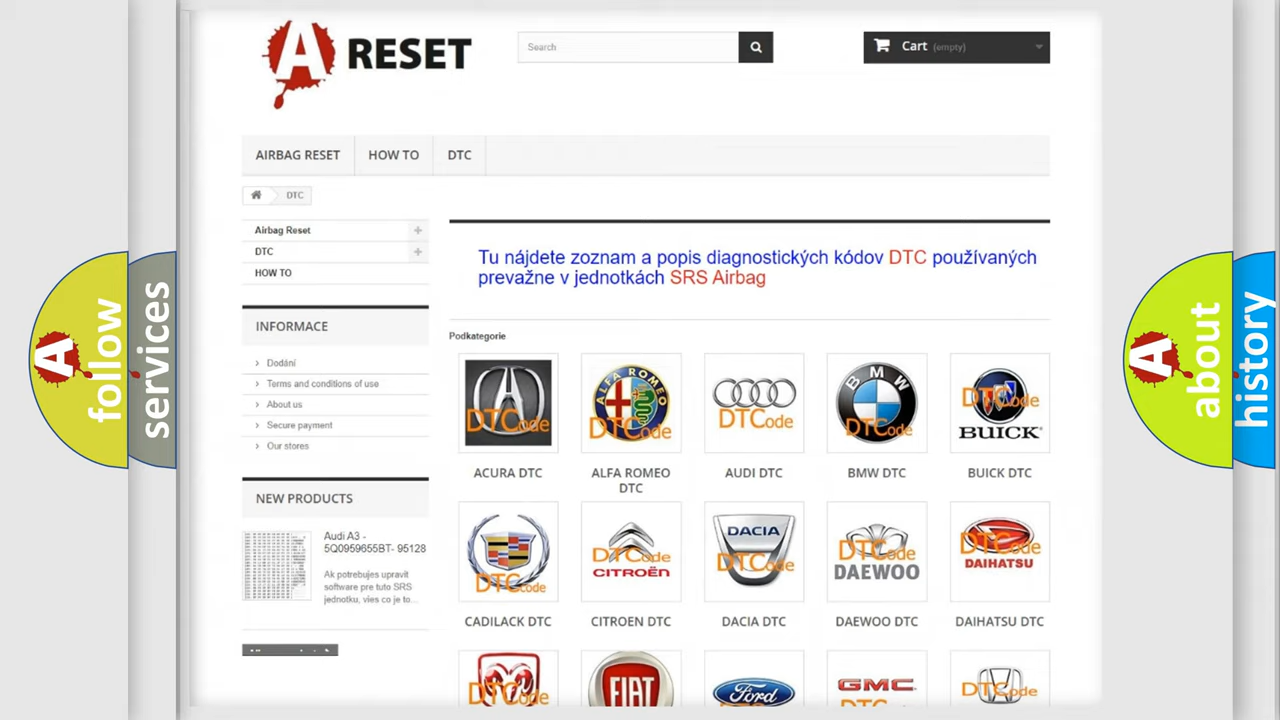 A RESET
Search
Cart (empty)
AIRBAG RESET
HOW TO
DTC
DTC
Airbag Reset
DTC
HOW TO
Tu nájdete zoznam a popis diagnostických kódov DTC používaných
prevažne v jednotkách SRS Airbag
INFORMACE
Dodání
Terms and conditions of use
About us
Secure payment
Our stores
NEW PRODUCTS
Audi A3 -
5Q0959655BT- 95128
Ak potrebujes upravit
software pre tuto SRS
jednotku, vies co je to...
Podkategorie
DTCode
ALFA ROMEO
DTCode
DTCode
BMW
DTCode
DTCode
BUICK
ACURA DTC
ALFA ROMEO
DTC
AUDI DTC
BMW DTC
BUICK DTC
DTCode
DTCode
CITROËN
DACIA
DTCode
DTCode
DAEWOO
DTCode
DAIHATSU
CADILACK DTC
CITROEN DTC
DACIA DTC
DAEWOO DTC
DAIHATSU DTC
DTCode
FIAT
Ford
GMC
DTCode
A follow
services
A about
history